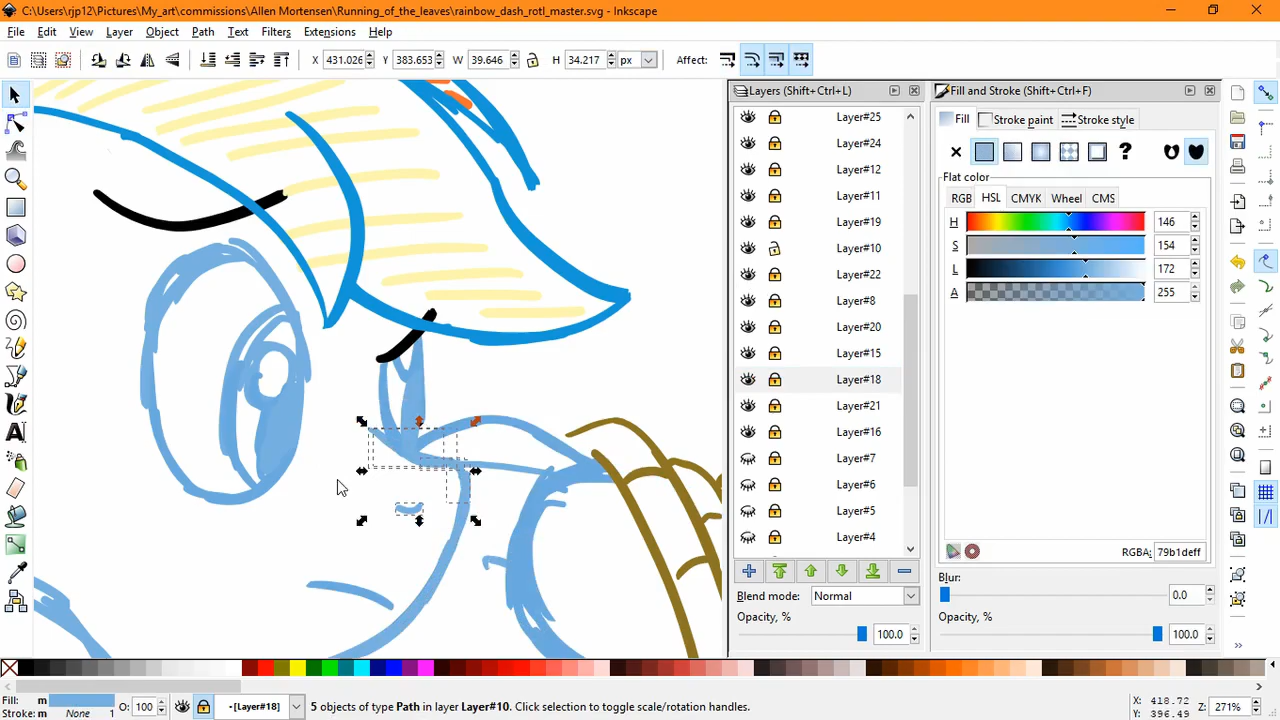 C:\Users\rjp12\Pictures\My_art\commissions\Allen Mortensen\Running_of_the_leaves\rainbow_dash_rotl_master.svg - Inkscape
File Edit View Layer Object Path Text Filters Extensions Help
X 431.026 Y 383.653 W 39.646 H 34.217 px Affect:
Layers (Shift+Ctrl+L)
Layer#25
Layer#24
Layer#12
Layer#11
Layer#19
Layer#10
Layer#22
Layer#8
Layer#20
Layer#15
Layer#18
Layer#21
Layer#16
Layer#7
Layer#6
Layer#5
Layer#4
Blend mode: Normal
Opacity, %
100.0
Fill and Stroke (Shift+Ctrl+F)
Fill Stroke paint Stroke style
?
Flat color
RGB HSL CMYK Wheel CMS
H 146
S 154
L 172
A 255
RGBA: 79b1deff
Blur:
0.0
Opacity, %
100.0
Fill: m
Stroke: m None 1
O: 100
-[Layer#18]
5 objects of type Path in layer Layer#10. Click selection to toggle scale/rotation handles.
X: 418.72
Y: 396.49
Z: 271%